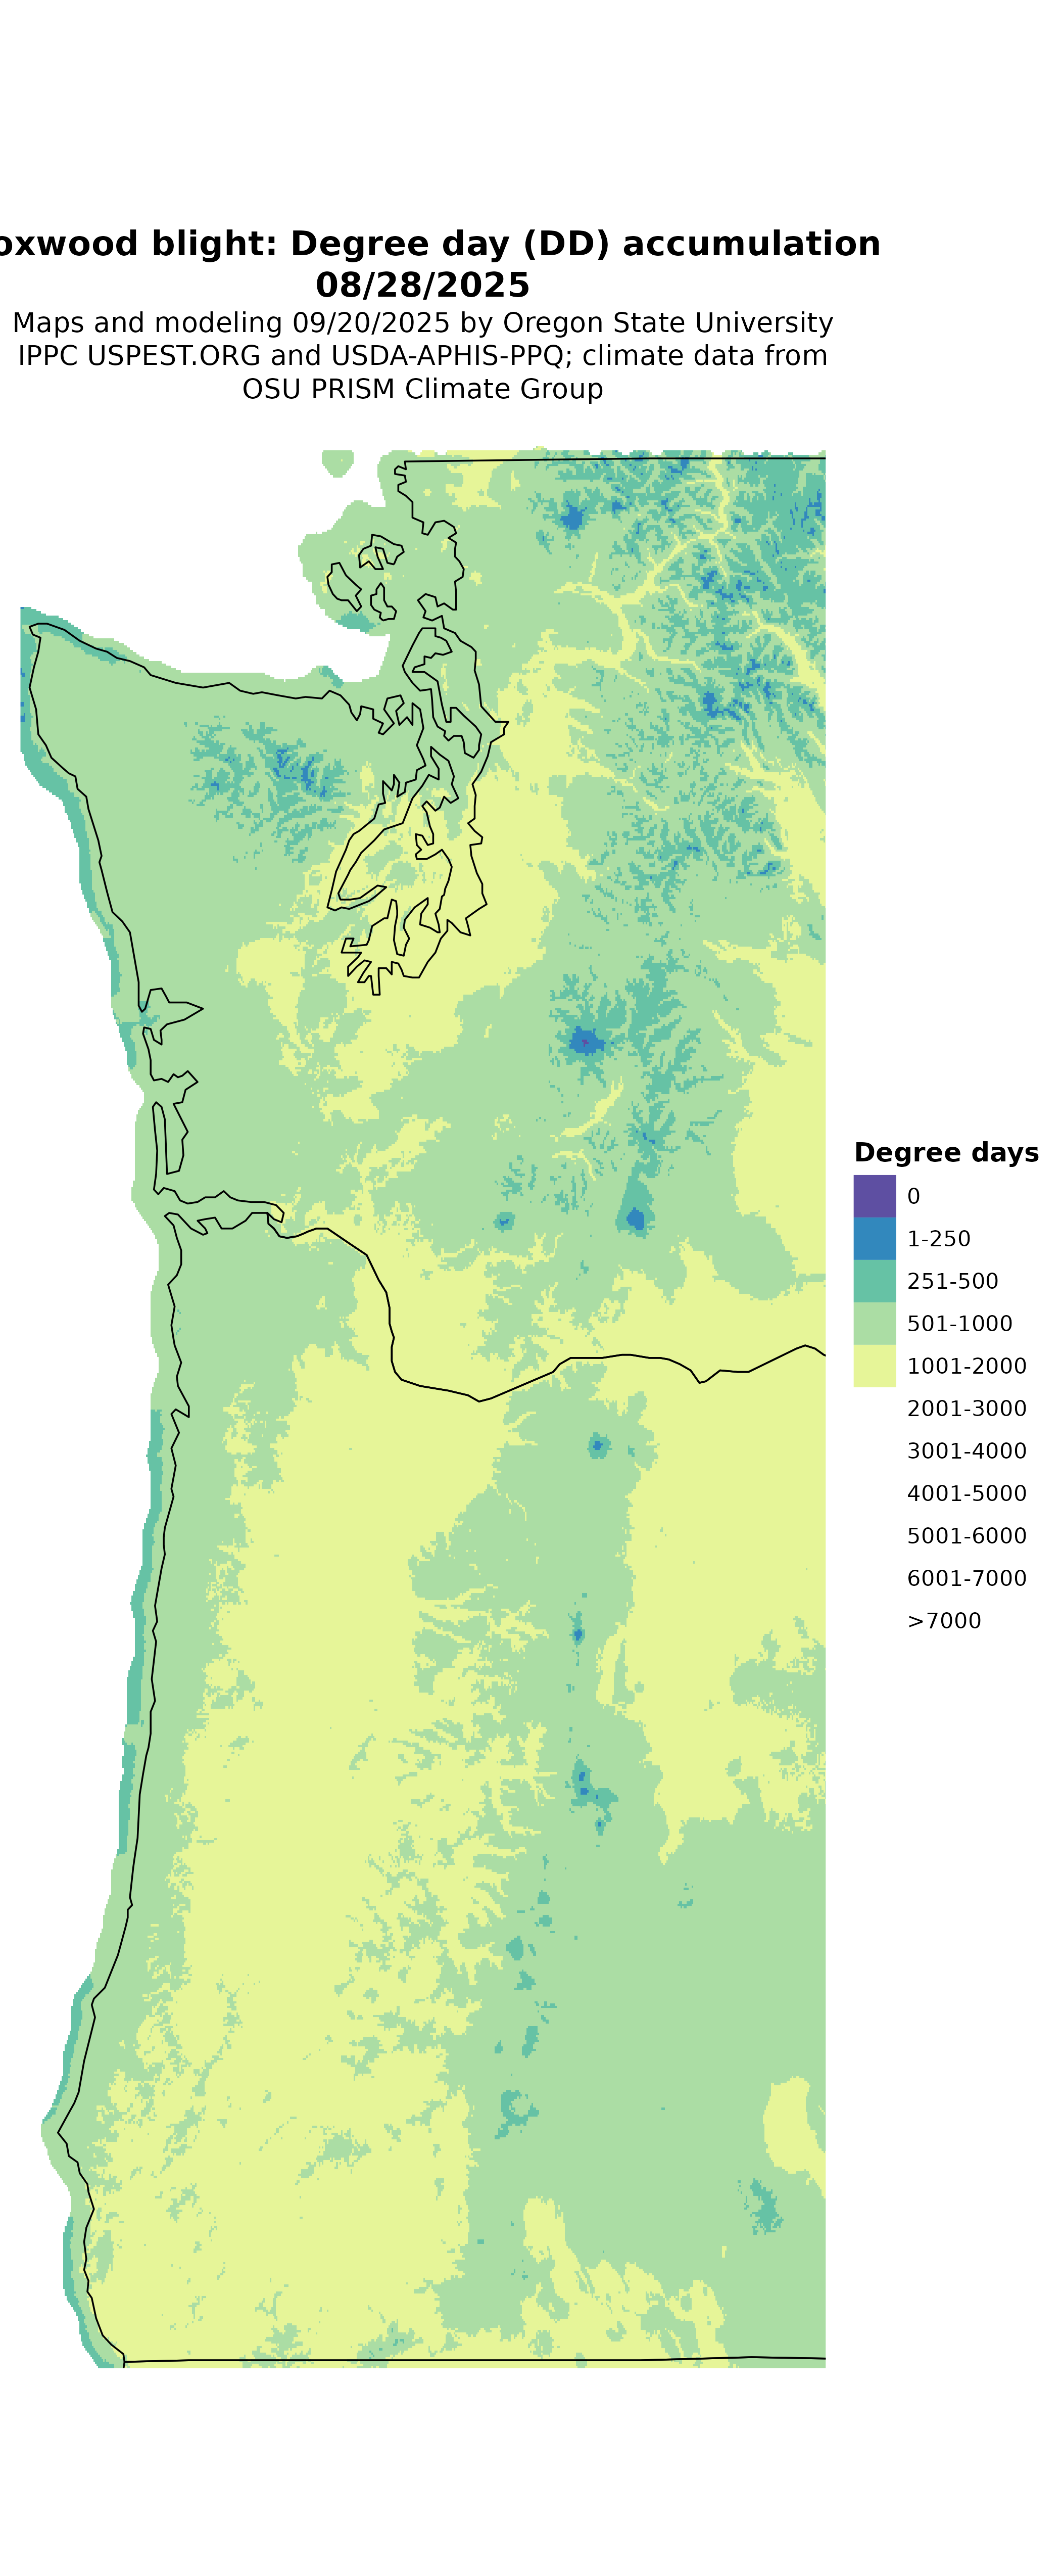 oxwood blight: Degree day (DD) accumulation
08/28/2025
Maps and modeling 09/20/2025 by Oregon State University
IPPC USPEST.ORG and USDA-APHIS-PPQ; climate data from
OSU PRISM Climate Group
Degree days
0
1-250
251-500
501-1000
1001-2000
2001-3000
3001-4000
4001-5000
5001-6000
6001-7000
>7000